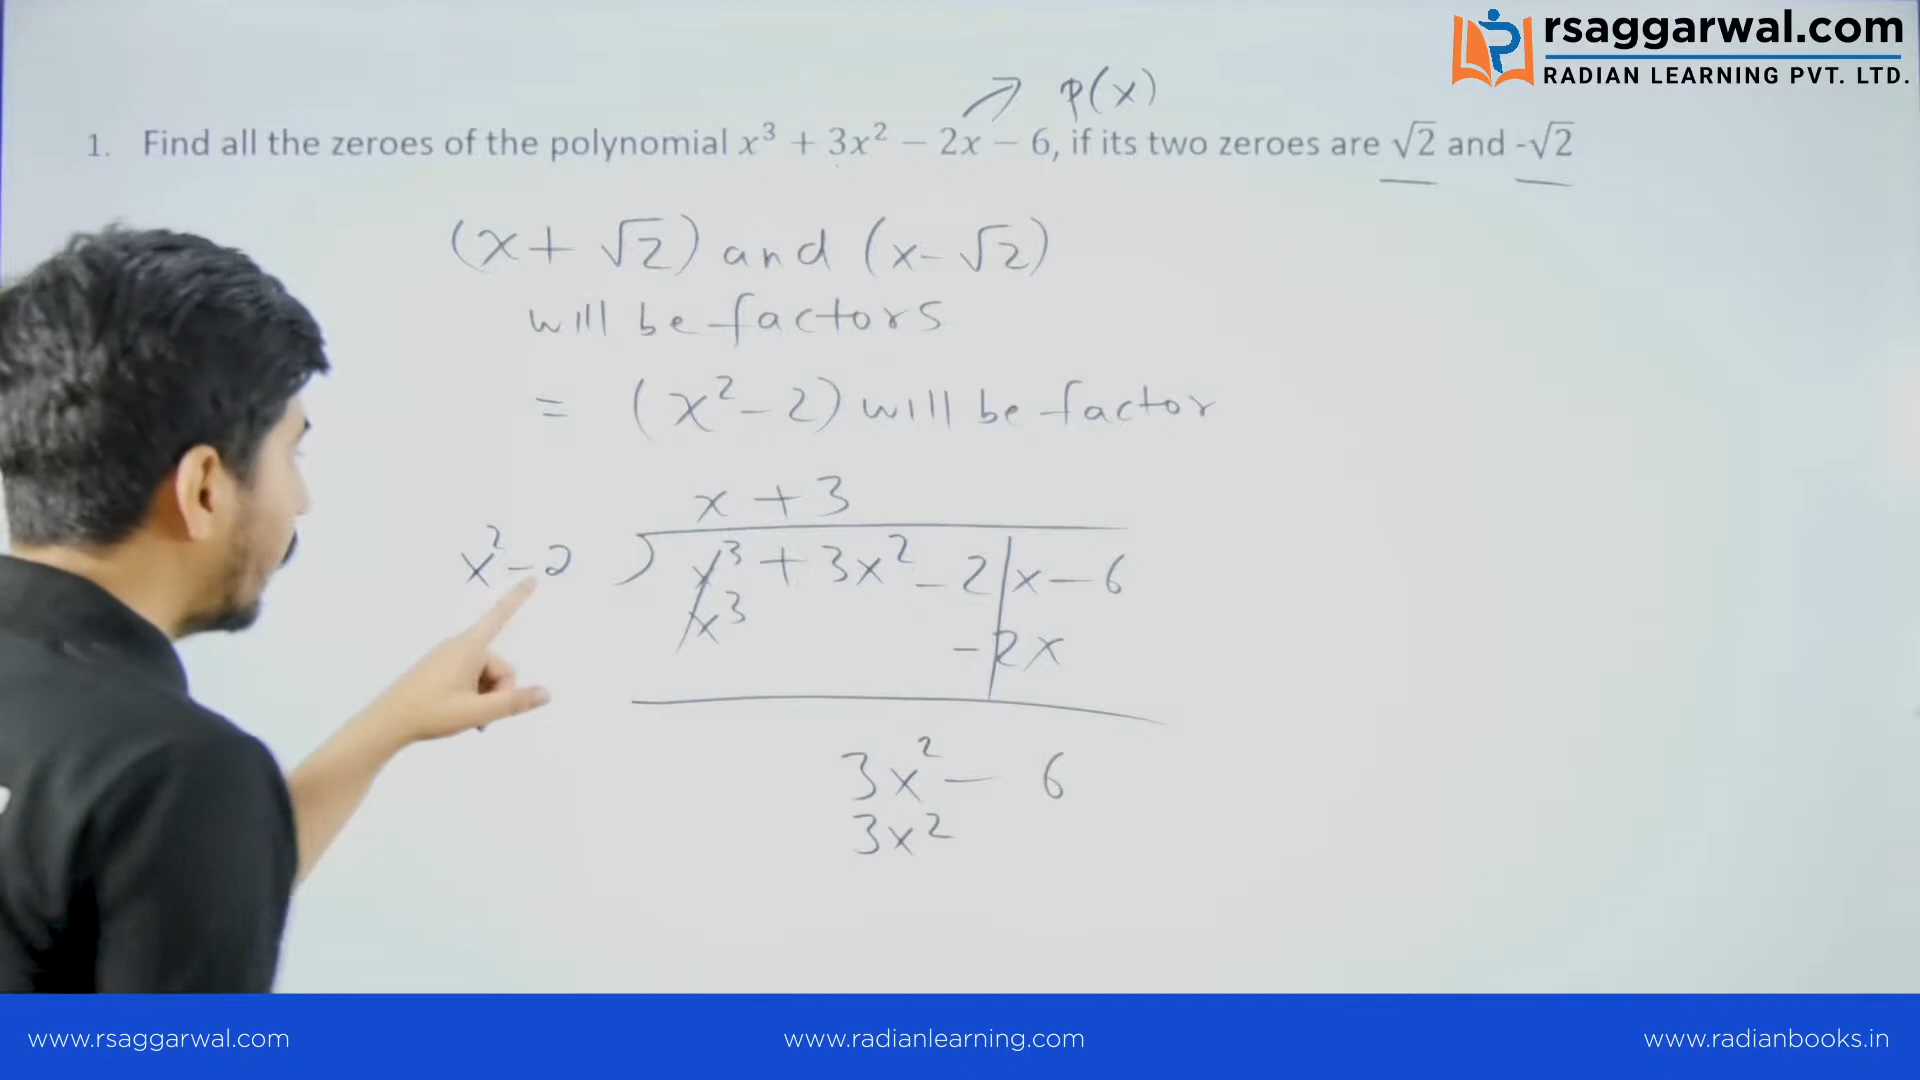 rsaggarwal.com
RADIAN LEARNING PVT. LTD.
p(x)
1. Find all the zeroes of the polynomial x³ + 3x² − 2x − 6, if its two zeroes are √2 and -√2
(x + √2) and (x - √2)
will be factors
= (x² - 2) will be factor
x + 3
x² - 2 ) x³ + 3x² - 2x - 6
x³ - 2x
3x² - 6
3x²
www.rsaggarwal.com www.radianlearning.com www.radianbooks.in